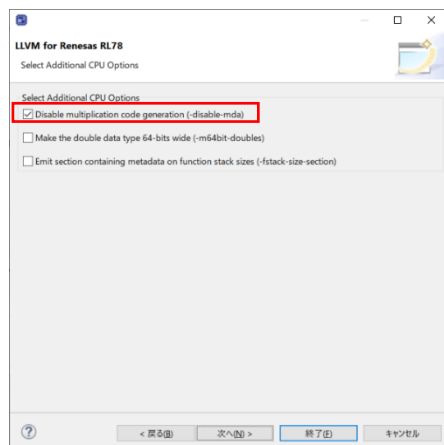 LLVM for Renesas RL78
Select Additional CPU Options
Select Additional CPU Options
Disable multiplication code generation (-disable-mda)
Make the double data type 64-bits wide (-m64bit-doubles)
Emit section containing metadata on function stack sizes (-fstack-size-section)
< 戻る(B) 次へ(N) > 終了(F) キャンセル